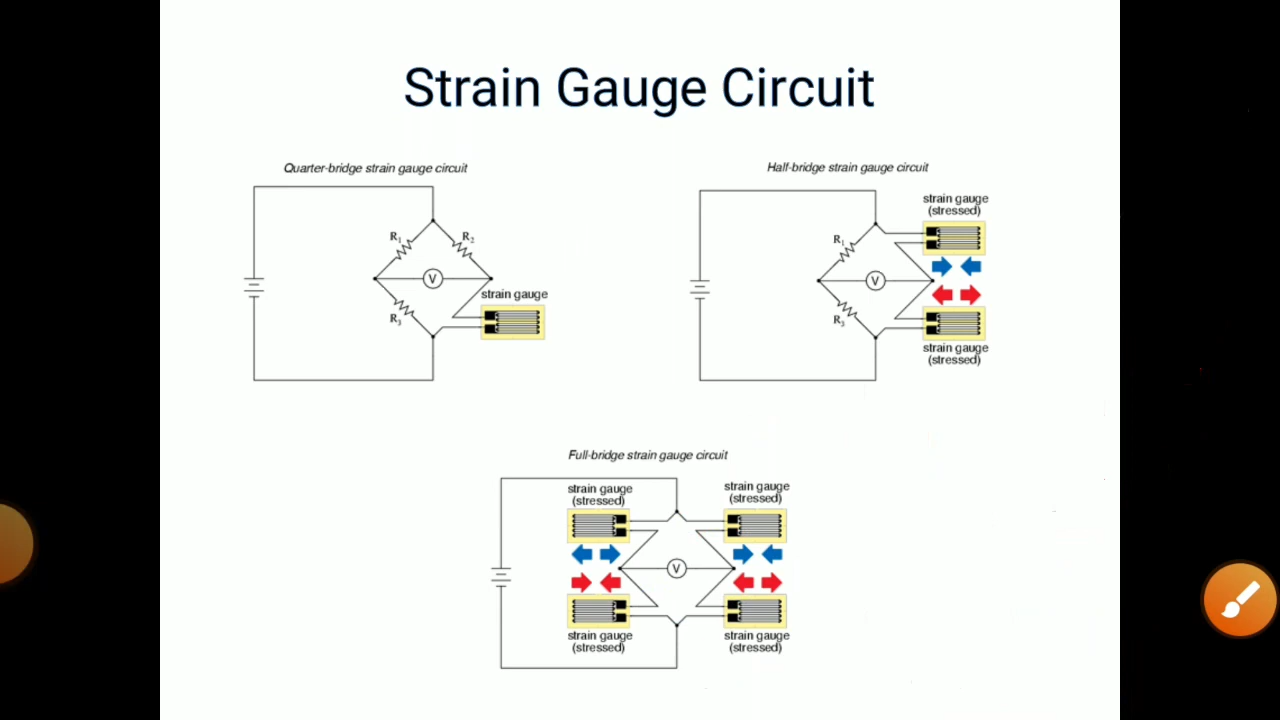 Strain Gauge Circuit
Quarter-bridge strain gauge circuit
R1
R2
V
strain gauge
R3
Half-bridge strain gauge circuit
strain gauge
(stressed)
R1
V
R3
strain gauge
(stressed)
Full-bridge strain gauge circuit
strain gauge
(stressed)
strain gauge
(stressed)
V
strain gauge
(stressed)
strain gauge
(stressed)